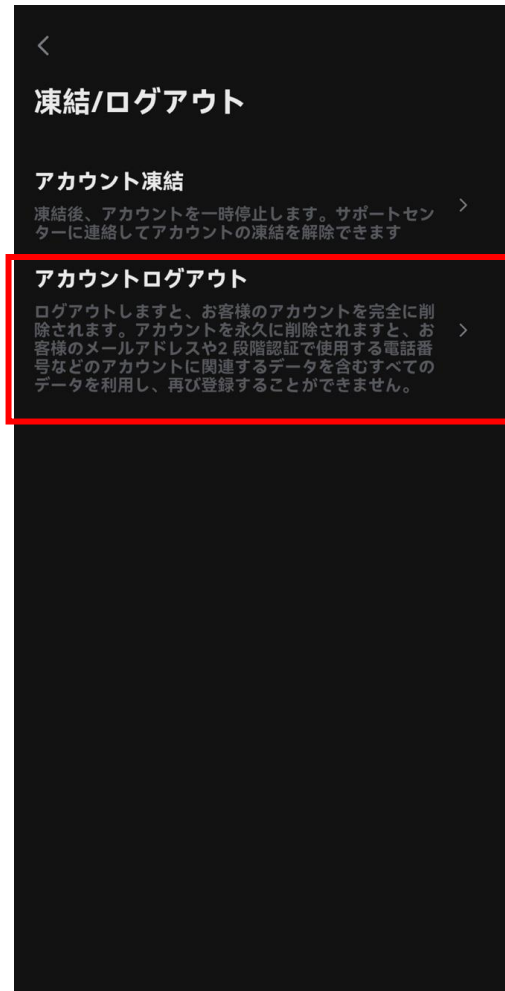 凍結/ログアウト
アカウント凍結
凍結後、アカウントを一時停止します。サポートセン
ターに連絡してアカウントの凍結を解除できます
アカウントログアウト
ログアウトしますと、お客様のアカウントを完全に削
除されます。アカウントを永久に削除されますと、お
客様のメールアドレスや2 段階認証で使用する電話番
号などのアカウントに関連するデータを含むすべての
データを利用し、再び登録することができません。